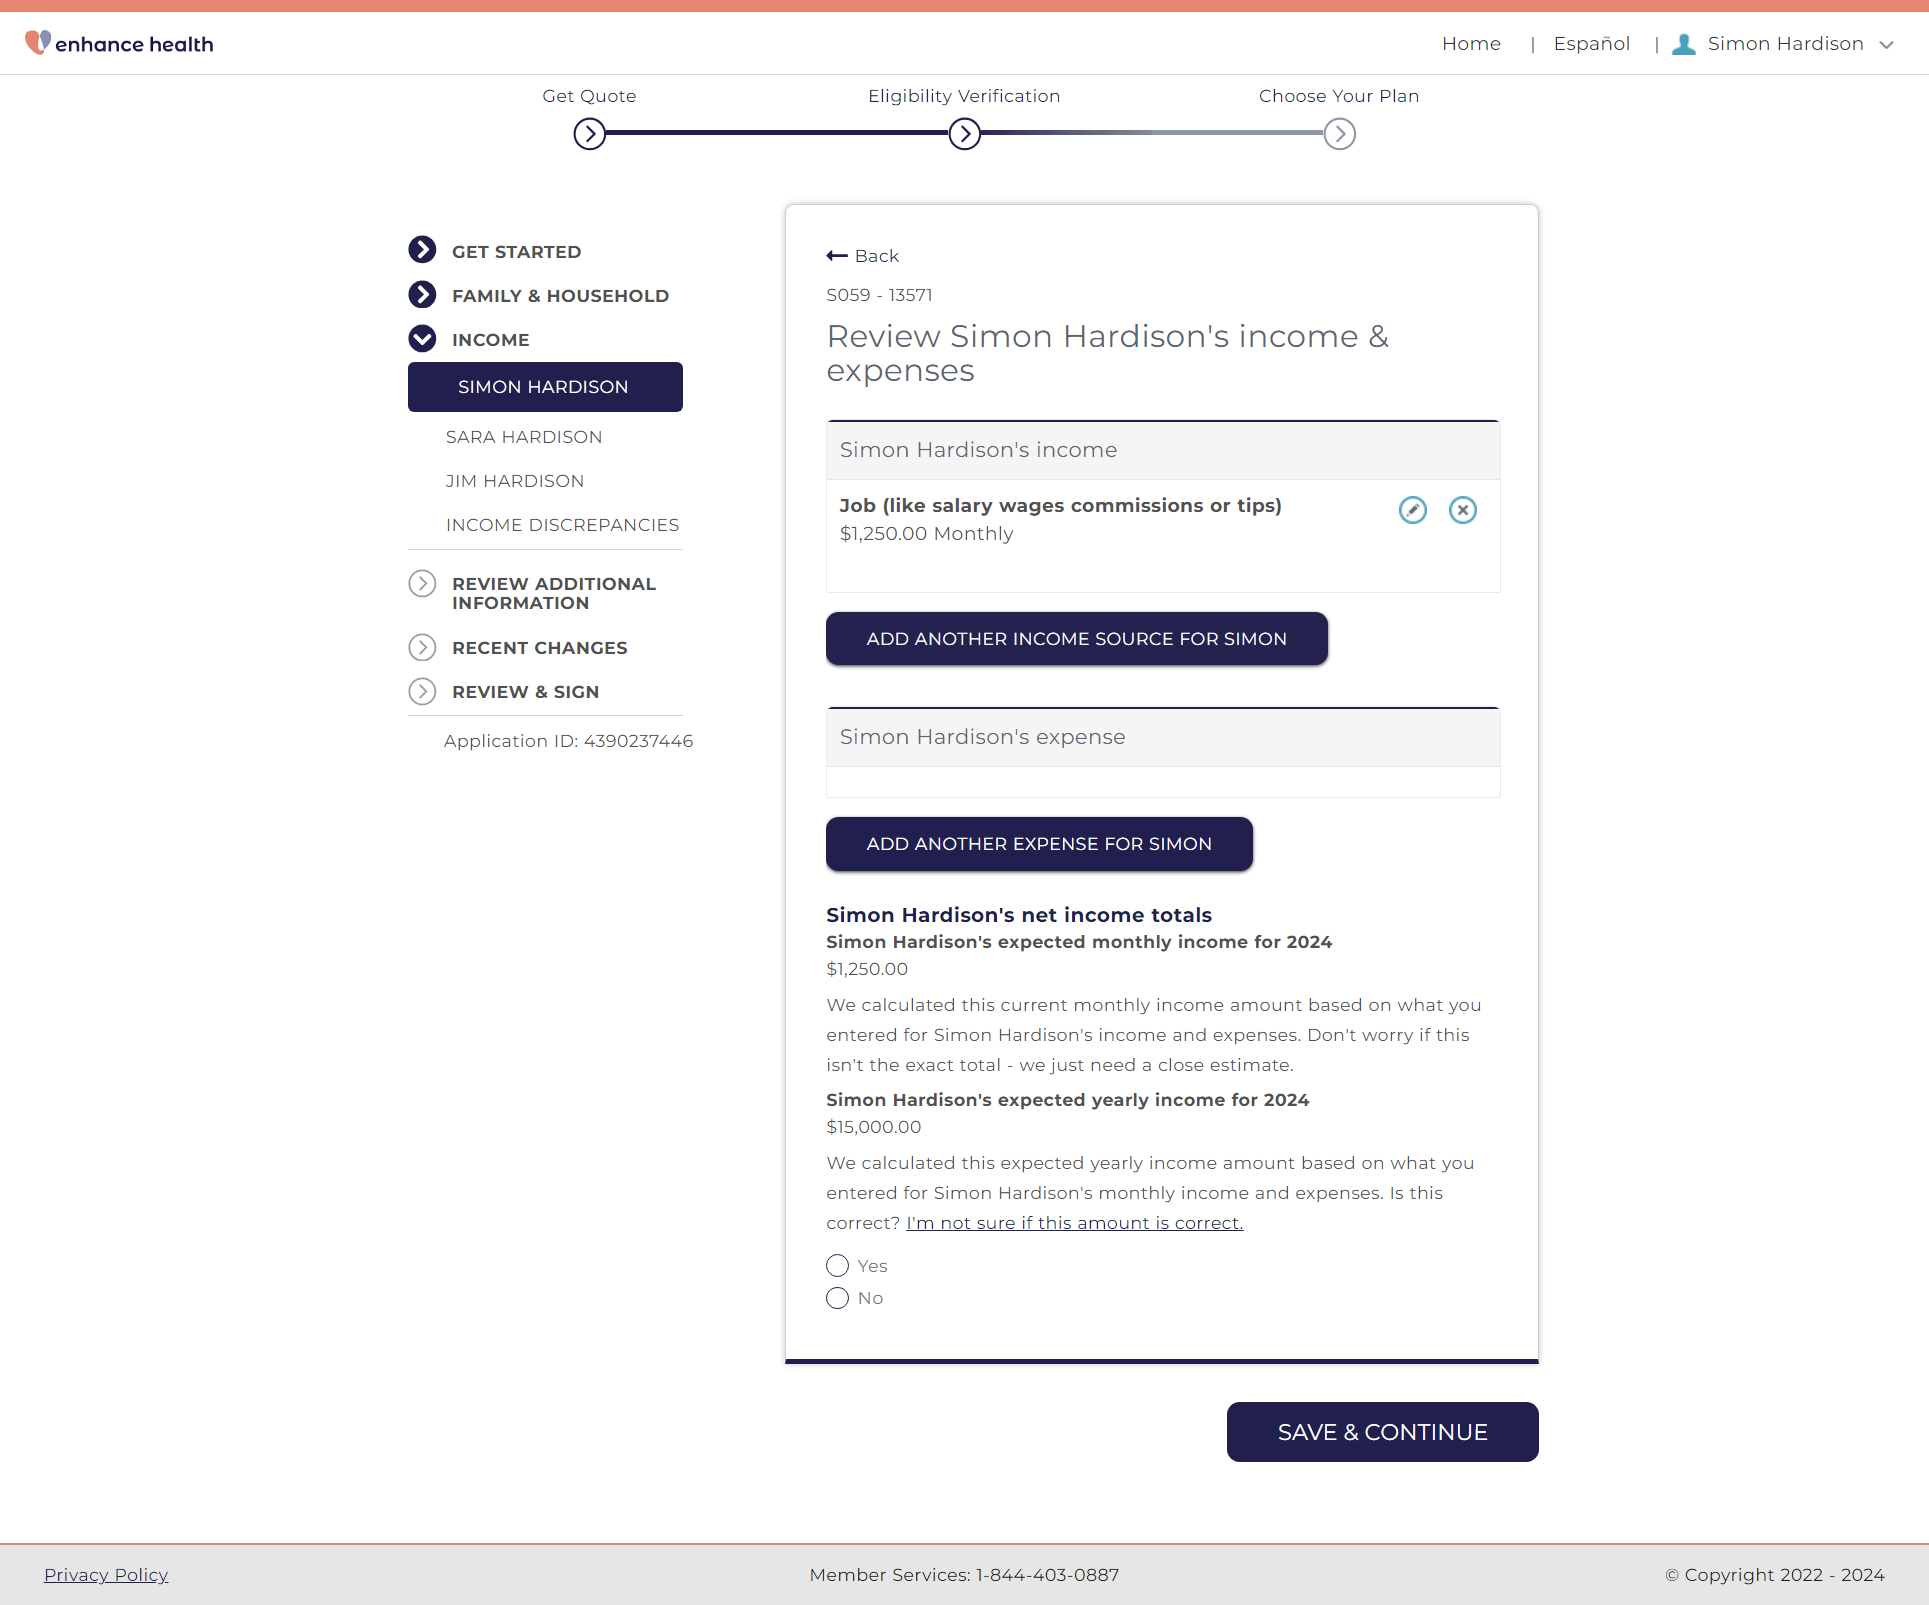 enhance health
Home | Español | Simon Hardison
Get Quote
Eligibility Verification
Choose Your Plan
GET STARTED
FAMILY & HOUSEHOLD
INCOME
SIMON HARDISON
SARA HARDISON
JIM HARDISON
INCOME DISCREPANCIES
REVIEW ADDITIONAL
INFORMATION
RECENT CHANGES
REVIEW & SIGN
Application ID: 4390237446
Back
S059 - 13571
Review Simon Hardison's income &
expenses
Simon Hardison's income
Job (like salary wages commissions or tips)
$1,250.00 Monthly
ADD ANOTHER INCOME SOURCE FOR SIMON
Simon Hardison's expense
ADD ANOTHER EXPENSE FOR SIMON
Simon Hardison's net income totals
Simon Hardison's expected monthly income for 2024
$1,250.00
We calculated this current monthly income amount based on what you
entered for Simon Hardison's income and expenses. Don't worry if this
isn't the exact total - we just need a close estimate.
Simon Hardison's expected yearly income for 2024
$15,000.00
We calculated this expected yearly income amount based on what you
entered for Simon Hardison's monthly income and expenses. Is this
correct? I'm not sure if this amount is correct.
Yes
No
SAVE & CONTINUE
Privacy Policy
Member Services: 1-844-403-0887
© Copyright 2022 - 2024